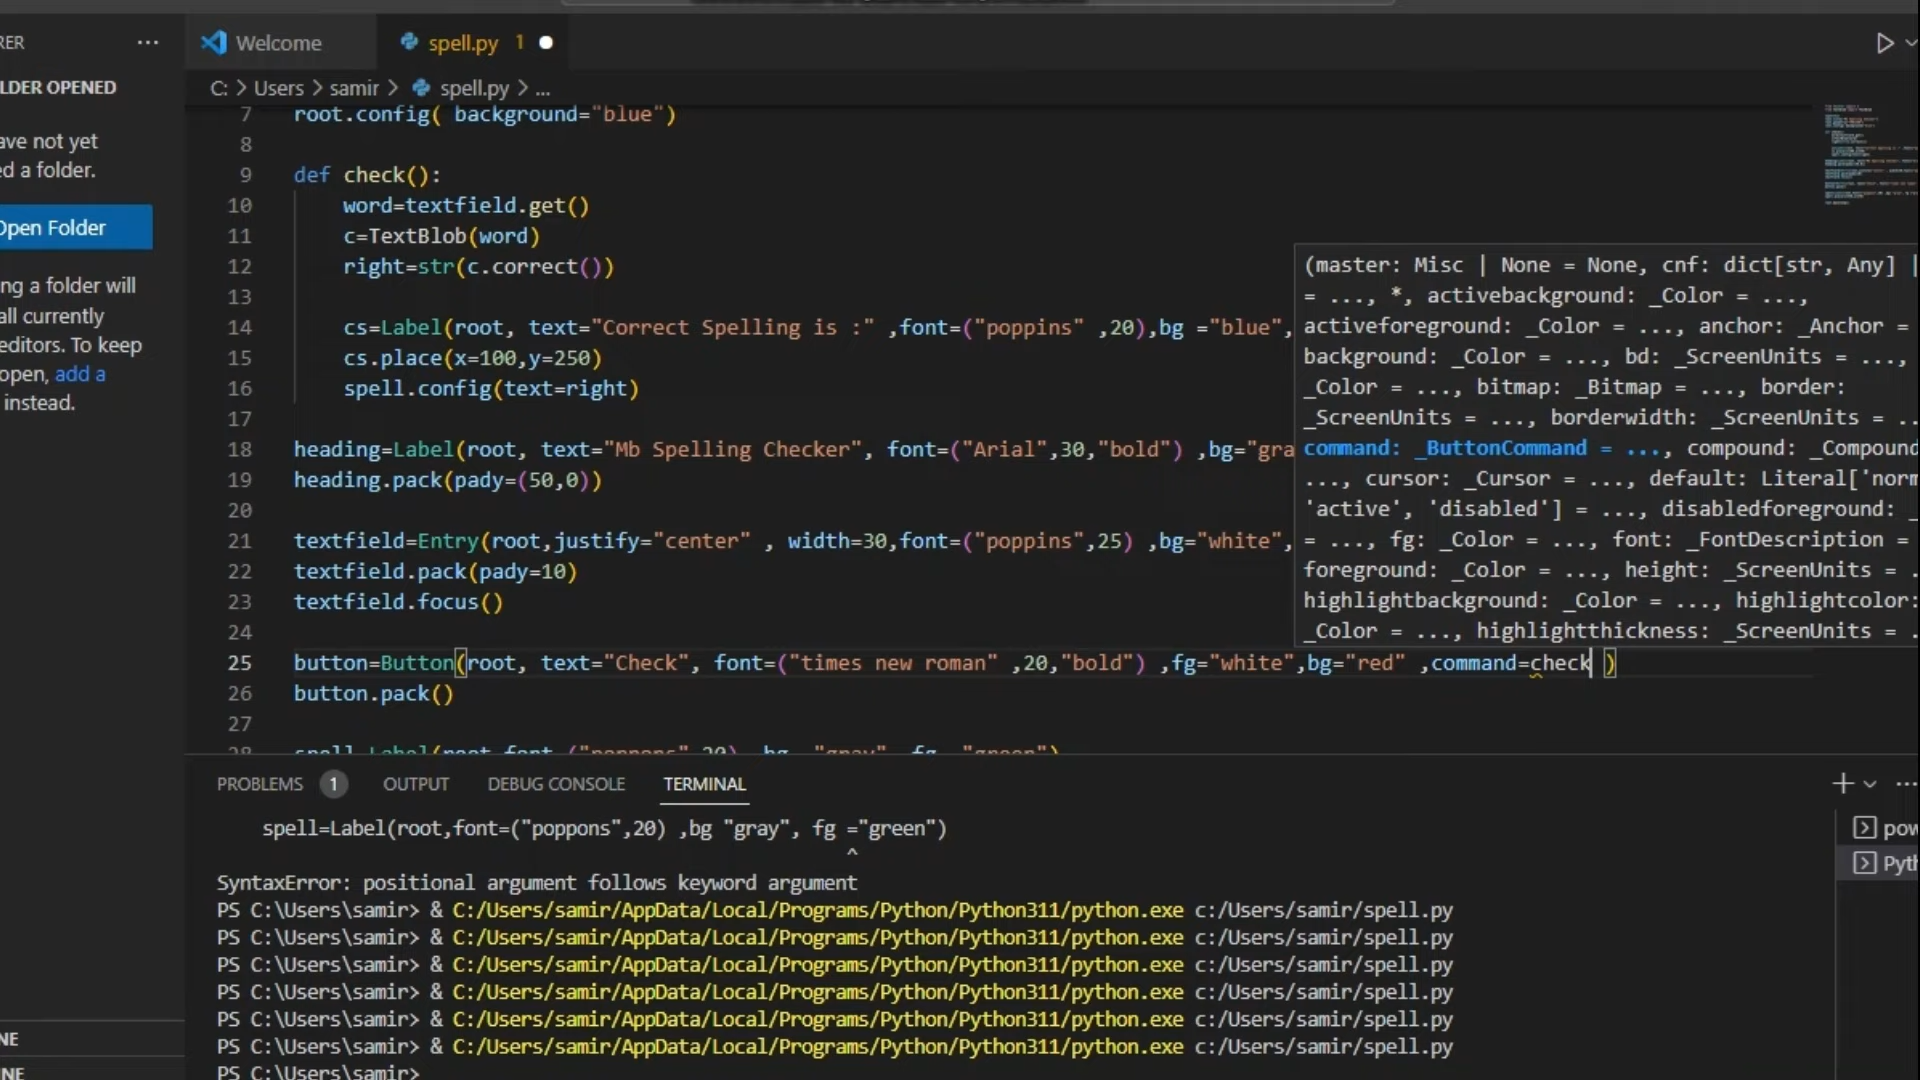 RER ...
Welcome
spell.py 1
LDER OPENED
C: > Users > samir > spell.py > ...
ave not yet
d a folder.
Open Folder
ng a folder will
all currently
editors. To keep
open, add a
instead.
NE
NE
7 root.config( background="blue")
8
9 def check():
10 word=textfield.get()
11 c=TextBlob(word)
12 right=str(c.correct())
13
14 cs=Label(root, text="Correct Spelling is :" ,font=("poppins" ,20),bg ="blue",
15 cs.place(x=100,y=250)
16 spell.config(text=right)
17
18 heading=Label(root, text="Mb Spelling Checker", font=("Arial",30,"bold") ,bg="gra
19 heading.pack(pady=(50,0))
20
21 textfield=Entry(root,justify="center" , width=30,font=("poppins",25) ,bg="white",
22 textfield.pack(pady=10)
23 textfield.focus()
24
25 button=Button(root, text="Check", font=("times new roman" ,20,"bold") ,fg="white",bg="red" ,command=check )
26 button.pack()
27
(master: Misc | None = None, cnf: dict[str, Any] |
= ..., *, activebackground: _Color = ...,
activeforeground: _Color = ..., anchor: _Anchor =
background: _Color = ..., bd: _ScreenUnits = ...,
_Color = ..., bitmap: _Bitmap = ..., border:
_ScreenUnits = ..., borderwidth: _ScreenUnits = ..
command: _ButtonCommand = ..., compound: _Compound
..., cursor: _Cursor = ..., default: Literal['norm
'active', 'disabled'] = ..., disabledforeground: _
= ..., fg: _Color = ..., font: _FontDescription =
foreground: _Color = ..., height: _ScreenUnits = .
highlightbackground: _Color = ..., highlightcolor:
_Color = ..., highlightthickness: _ScreenUnits = .
PROBLEMS 1 OUTPUT DEBUG CONSOLE TERMINAL
spell=Label(root,font=("poppons",20) ,bg "gray", fg ="green")
^
SyntaxError: positional argument follows keyword argument
PS C:\Users\samir> & C:/Users/samir/AppData/Local/Programs/Python/Python311/python.exe c:/Users/samir/spell.py
PS C:\Users\samir> & C:/Users/samir/AppData/Local/Programs/Python/Python311/python.exe c:/Users/samir/spell.py
PS C:\Users\samir> & C:/Users/samir/AppData/Local/Programs/Python/Python311/python.exe c:/Users/samir/spell.py
PS C:\Users\samir> & C:/Users/samir/AppData/Local/Programs/Python/Python311/python.exe c:/Users/samir/spell.py
PS C:\Users\samir> & C:/Users/samir/AppData/Local/Programs/Python/Python311/python.exe c:/Users/samir/spell.py
PS C:\Users\samir> & C:/Users/samir/AppData/Local/Programs/Python/Python311/python.exe c:/Users/samir/spell.py
PS C:\Users\samir>
pow
Pyth